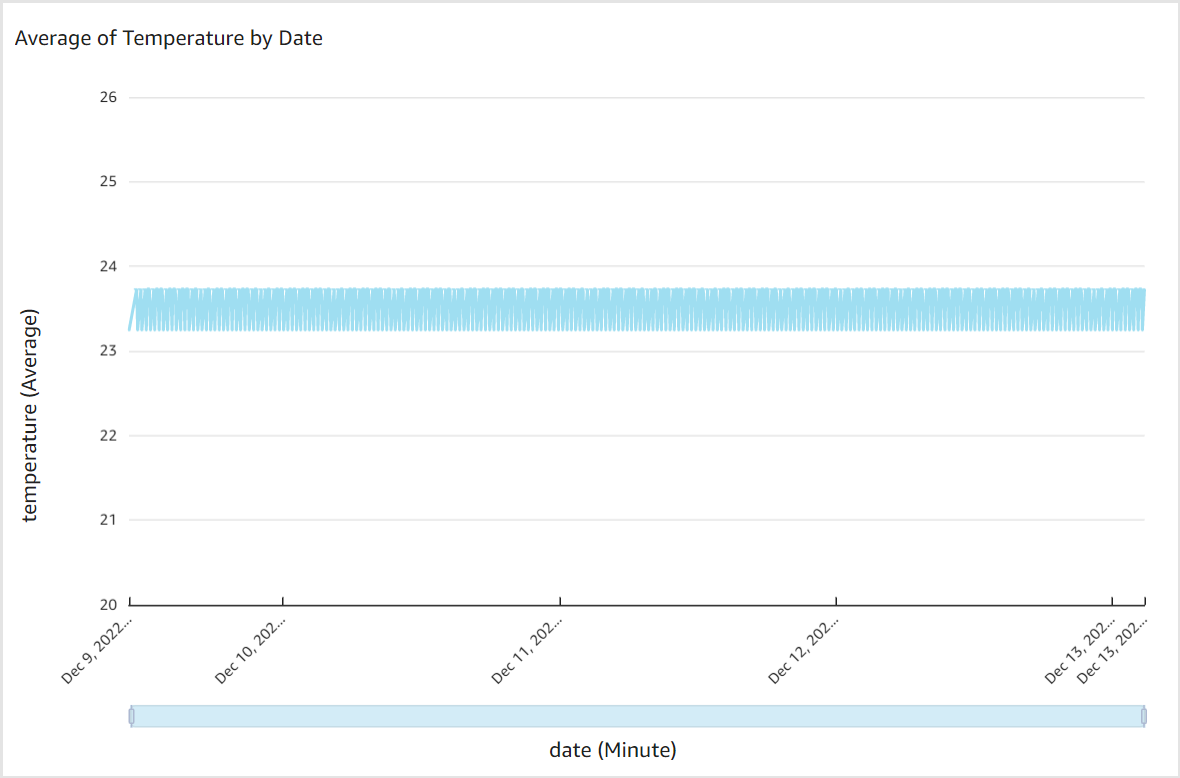 Average of Temperature by Date
26
25
24
23
22
21
20
temperature (Average)
Dec 9, 2022...
Dec 10, 202...
Dec 11, 202...
Dec 12, 202...
Dec 13, 202...
Dec 13, 202...
date (Minute)